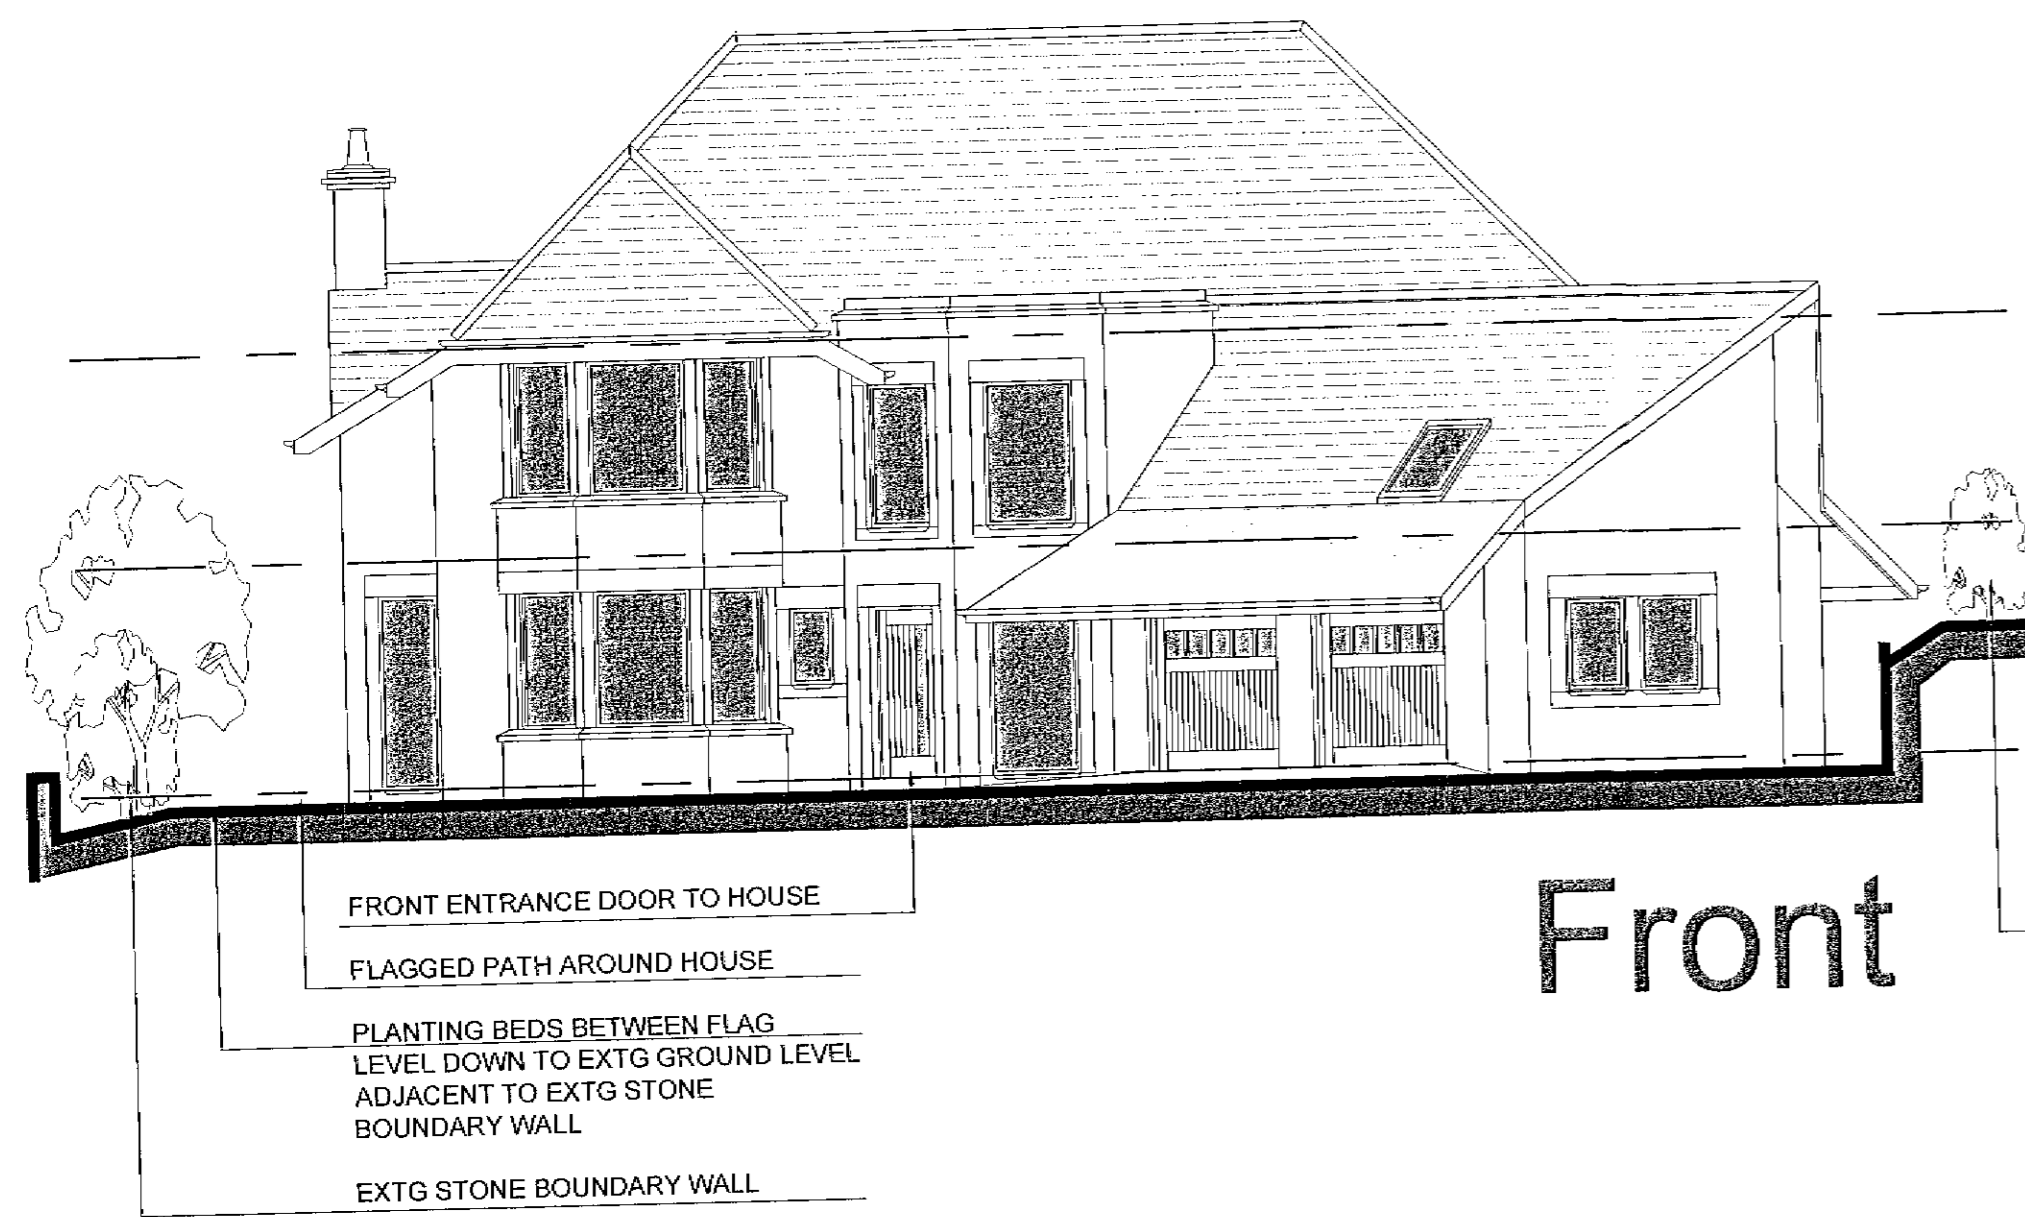 FRONT ENTRANCE DOOR TO HOUSE
FLAGGED PATH AROUND HOUSE
PLANTING BEDS BETWEEN FLAG
LEVEL DOWN TO EXTG GROUND LEVEL
ADJACENT TO EXTG STONE
BOUNDARY WALL
EXTG STONE BOUNDARY WALL
Front